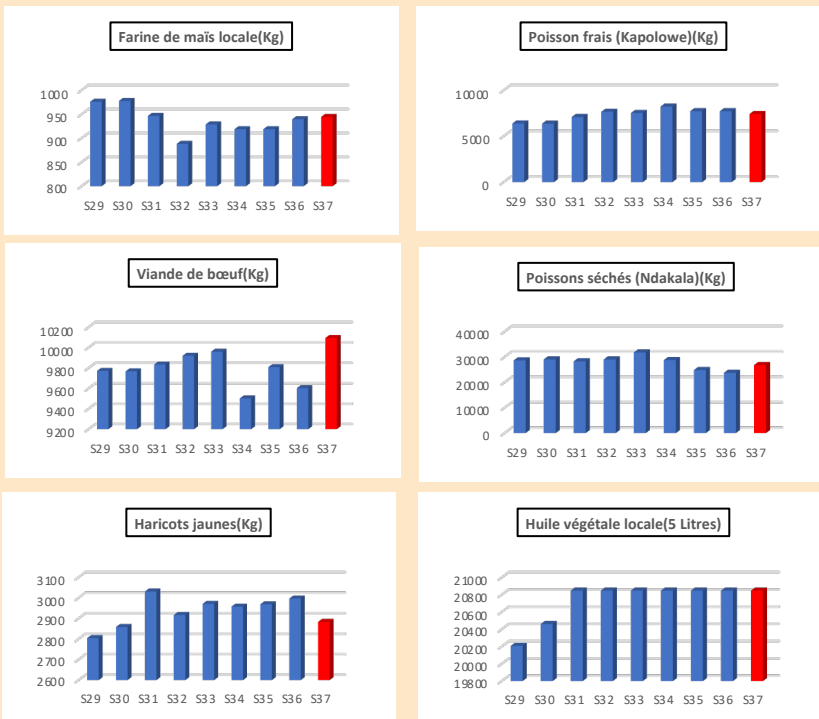 Farine de maïs locale(Kg)
1000
950
900
850
800
S29 S30 S31 S32 S33 S34 S35 S36 S37
Poisson frais (Kapolowe)(Kg)
10000
5000
0
S29 S30 S31 S32 S33 S34 S35 S36 S37
Viande de bœuf(Kg)
10200
10000
9800
9600
9400
9200
S29 S30 S31 S32 S33 S34 S35 S36 S37
Poissons séchés (Ndakala)(Kg)
40000
30000
20000
10000
0
S29 S30 S31 S32 S33 S34 S35 S36 S37
Haricots jaunes(Kg)
3100
3000
2900
2800
2700
2600
S29 S30 S31 S32 S33 S34 S35 S36 S37
Huile végétale locale(5 Litres)
21000
20800
20600
20400
20200
20000
19800
S29 S30 S31 S32 S33 S34 S35 S36 S37